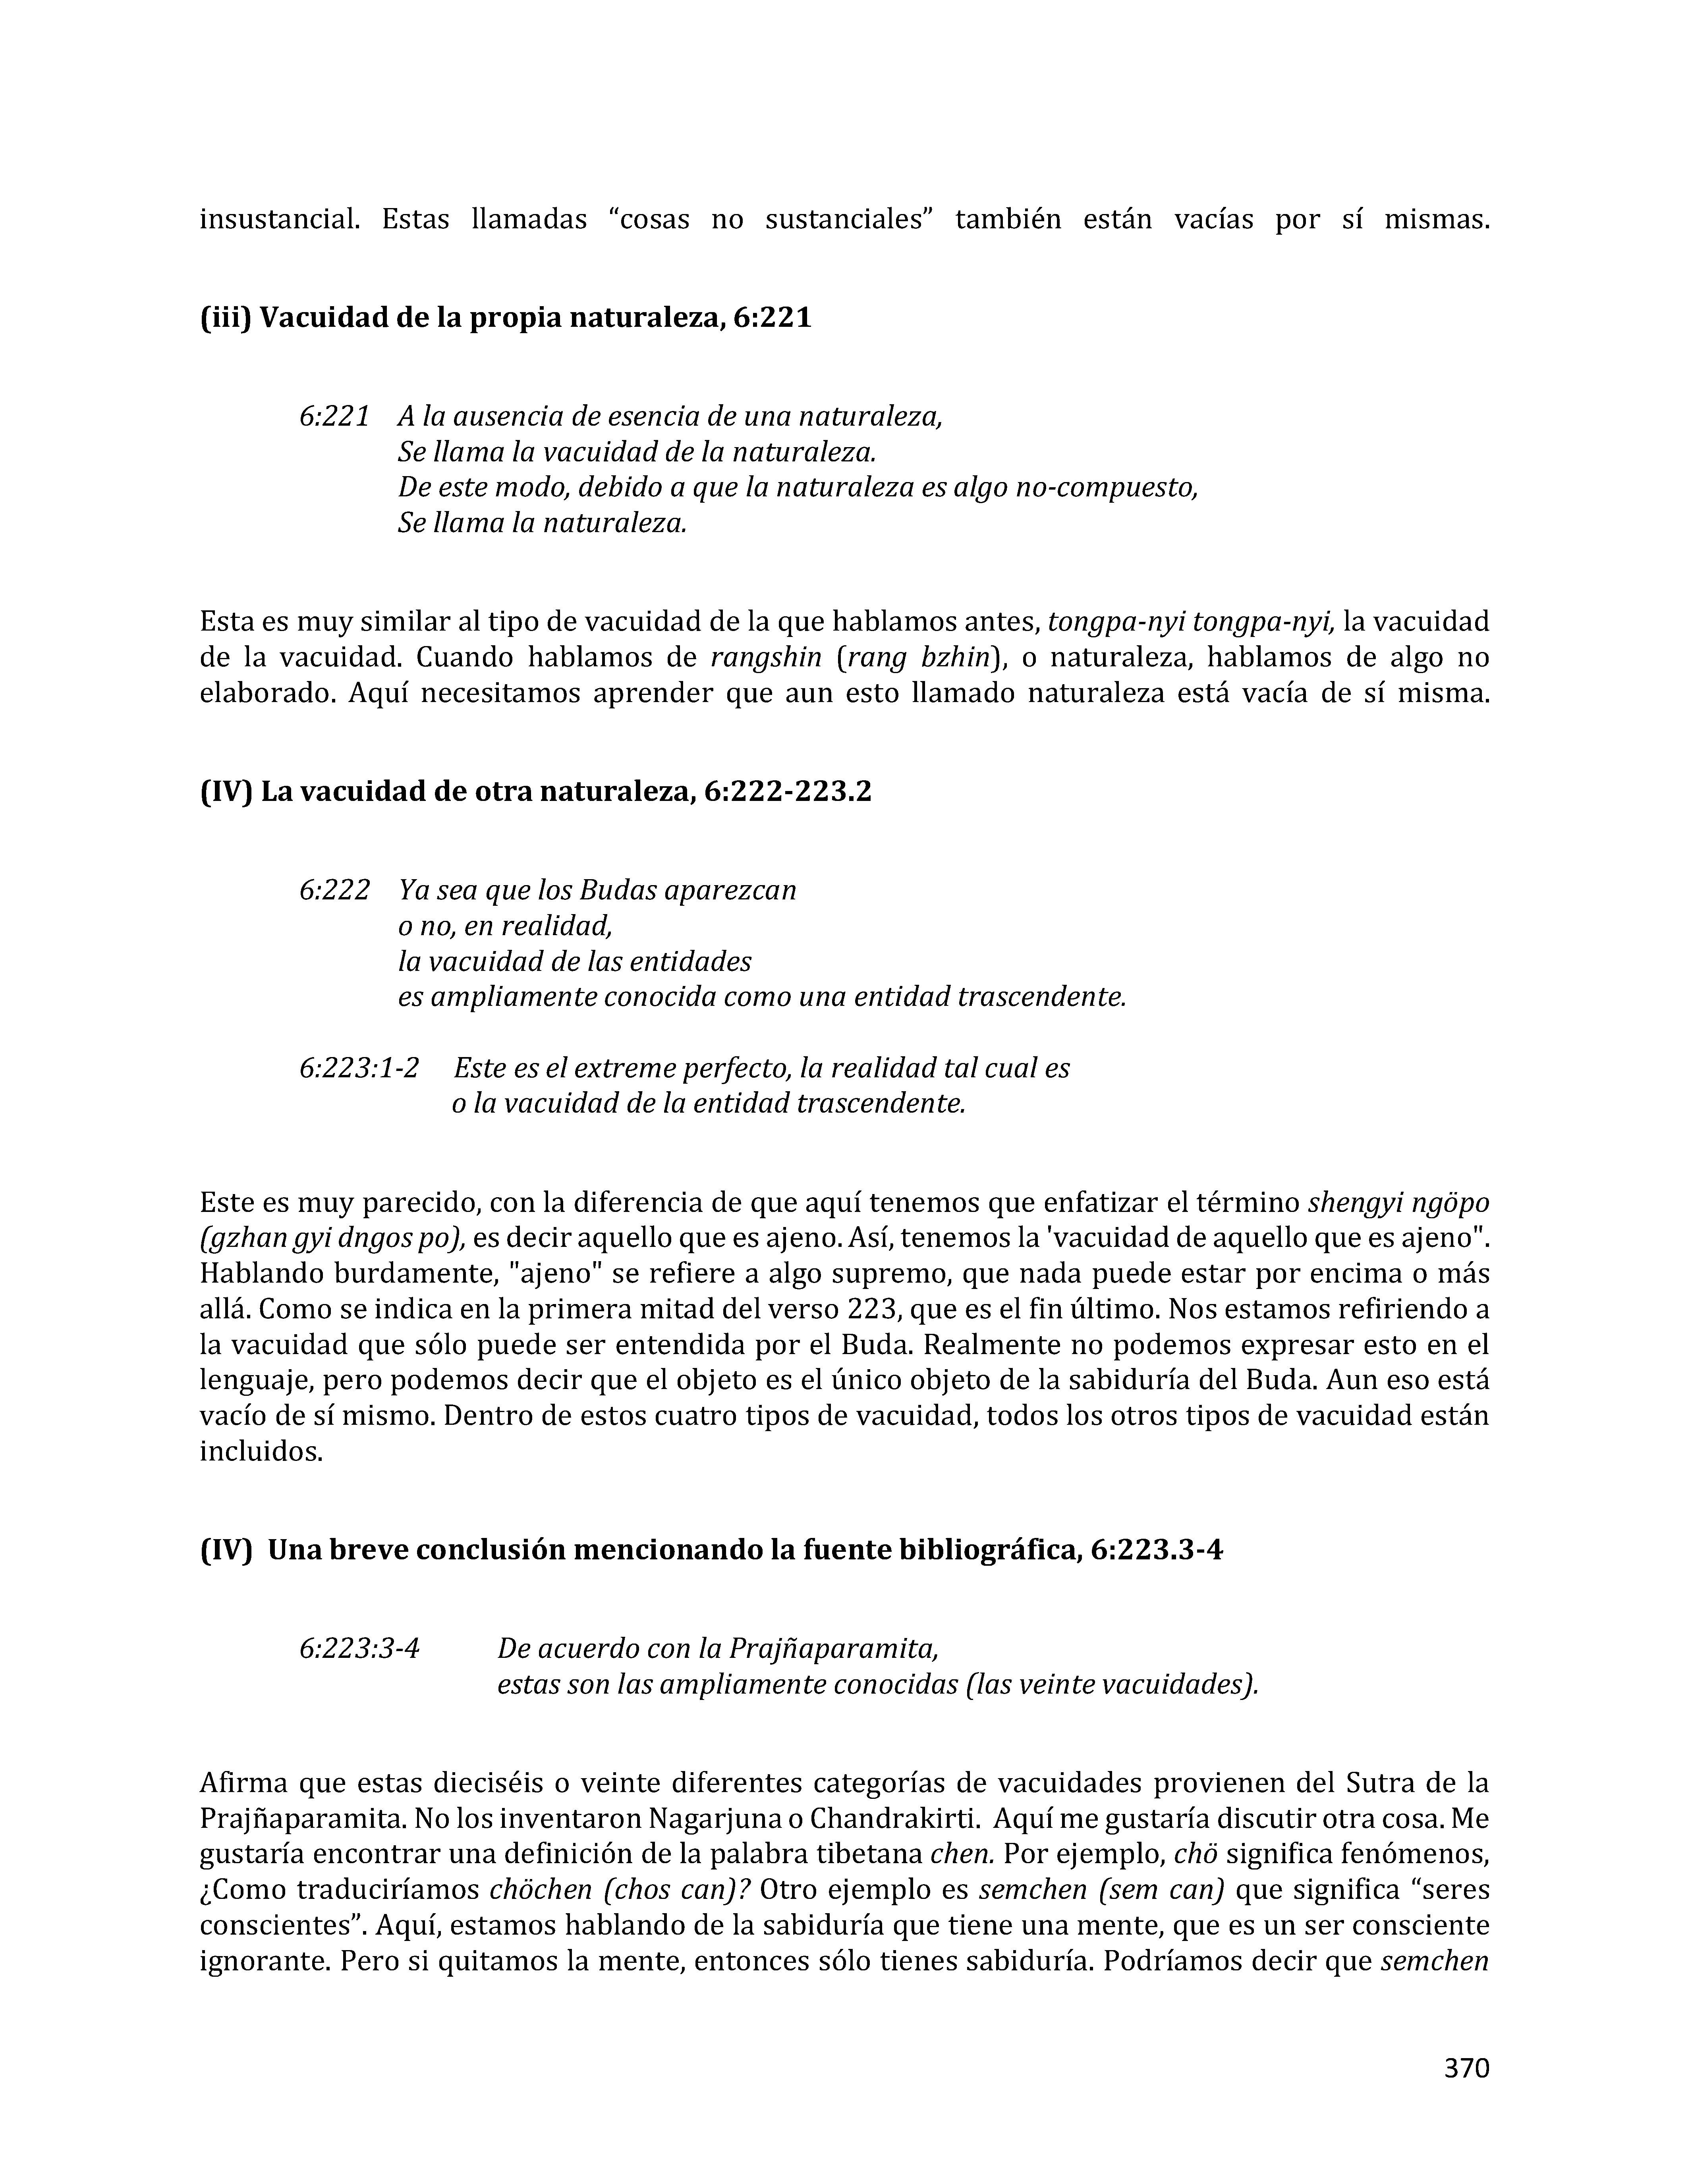 insustancial. Estas llamadas “cosas no sustanciales” también están vacías por sí mismas.
(iii) Vacuidad de la propia naturaleza, 6:221
6:221 A la ausencia de esencia de una naturaleza,
Se llama la vacuidad de la naturaleza.
De este modo, debido a que la naturaleza es algo no-compuesto,
Se llama la naturaleza.
Esta es muy similar al tipo de vacuidad de la que hablamos antes, tongpa-nyi tongpa-nyi, la vacuidad
de la vacuidad. Cuando hablamos de rangshin (rang bzhin), o naturaleza, hablamos de algo no
elaborado. Aquí necesitamos aprender que aun esto llamado naturaleza está vacía de sí misma.
(IV) La vacuidad de otra naturaleza, 6:222-223.2
6:222 Ya sea que los Budas aparezcan
o no, en realidad,
la vacuidad de las entidades
es ampliamente conocida como una entidad trascendente.
6:223:1-2 Este es el extreme perfecto, la realidad tal cual es
o la vacuidad de la entidad trascendente.
Este es muy parecido, con la diferencia de que aquí tenemos que enfatizar el término shengyi ngöpo
(gzhan gyi dngos po), es decir aquello que es ajeno. Así, tenemos la 'vacuidad de aquello que es ajeno".
Hablando burdamente, "ajeno" se refiere a algo supremo, que nada puede estar por encima o más
allá. Como se indica en la primera mitad del verso 223, que es el fin último. Nos estamos refiriendo a
la vacuidad que sólo puede ser entendida por el Buda. Realmente no podemos expresar esto en el
lenguaje, pero podemos decir que el objeto es el único objeto de la sabiduría del Buda. Aun eso está
vacío de sí mismo. Dentro de estos cuatro tipos de vacuidad, todos los otros tipos de vacuidad están
incluidos.
(IV) Una breve conclusión mencionando la fuente bibliográfica, 6:223.3-4
6:223:3-4 De acuerdo con la Prajñaparamita,
estas son las ampliamente conocidas (las veinte vacuidades).
Afirma que estas dieciséis o veinte diferentes categorías de vacuidades provienen del Sutra de la
Prajñaparamita. No los inventaron Nagarjuna o Chandrakirti. Aquí me gustaría discutir otra cosa. Me
gustaría encontrar una definición de la palabra tibetana chen. Por ejemplo, chö significa fenómenos,
¿Como traduciríamos chöchen (chos can)? Otro ejemplo es semchen (sem can) que significa “seres
conscientes”. Aquí, estamos hablando de la sabiduría que tiene una mente, que es un ser consciente
ignorante. Pero si quitamos la mente, entonces sólo tienes sabiduría. Podríamos decir que semchen
370